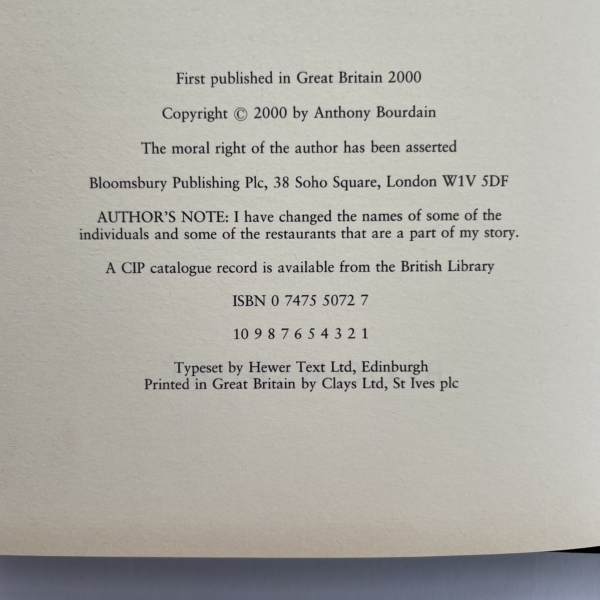 First published in Great Britain 2000
Copyright © 2000 by Anthony Bourdain
The moral right of the author has been asserted
Bloomsbury Publishing Plc, 38 Soho Square, London W1V 5DF
AUTHOR'S NOTE: I have changed the names of some of the
individuals and some of the restaurants that are a part of my story.
A CIP catalogue record is available from the British Library
ISBN 0 7475 5072 7
10 9 8 7 6 5 4 3 2 1
Typeset by Hewer Text Ltd, Edinburgh
Printed in Great Britain by Clays Ltd, St Ives plc